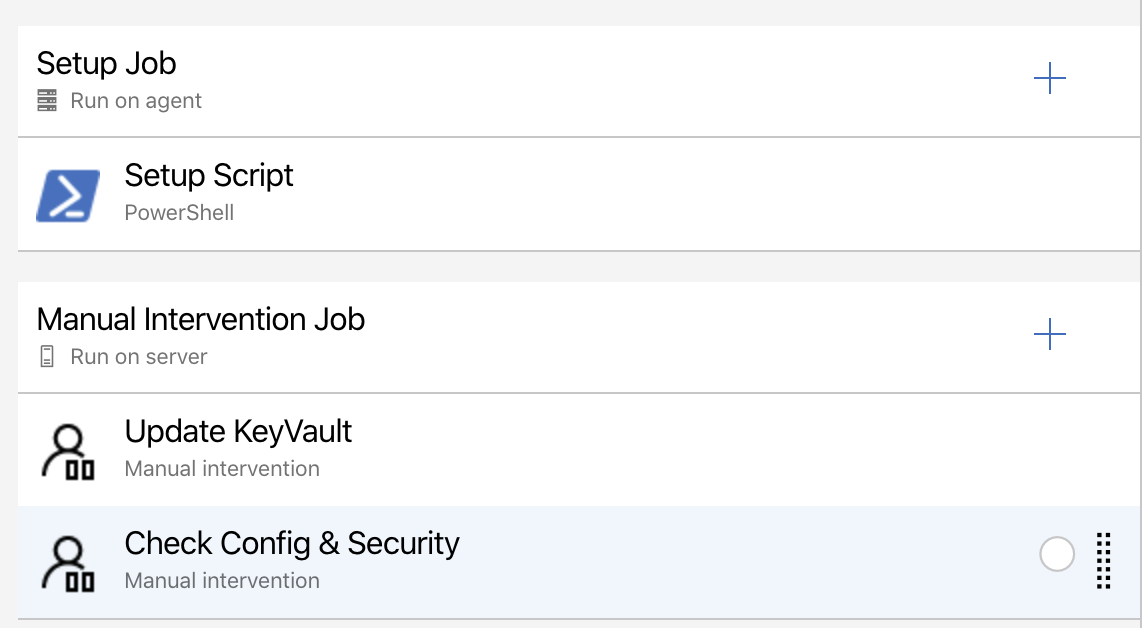 Setup Job
Run on agent
Setup Script
PowerShell
Manual Intervention Job
Run on server
Update KeyVault
Manual intervention
Check Config & Security
Manual intervention